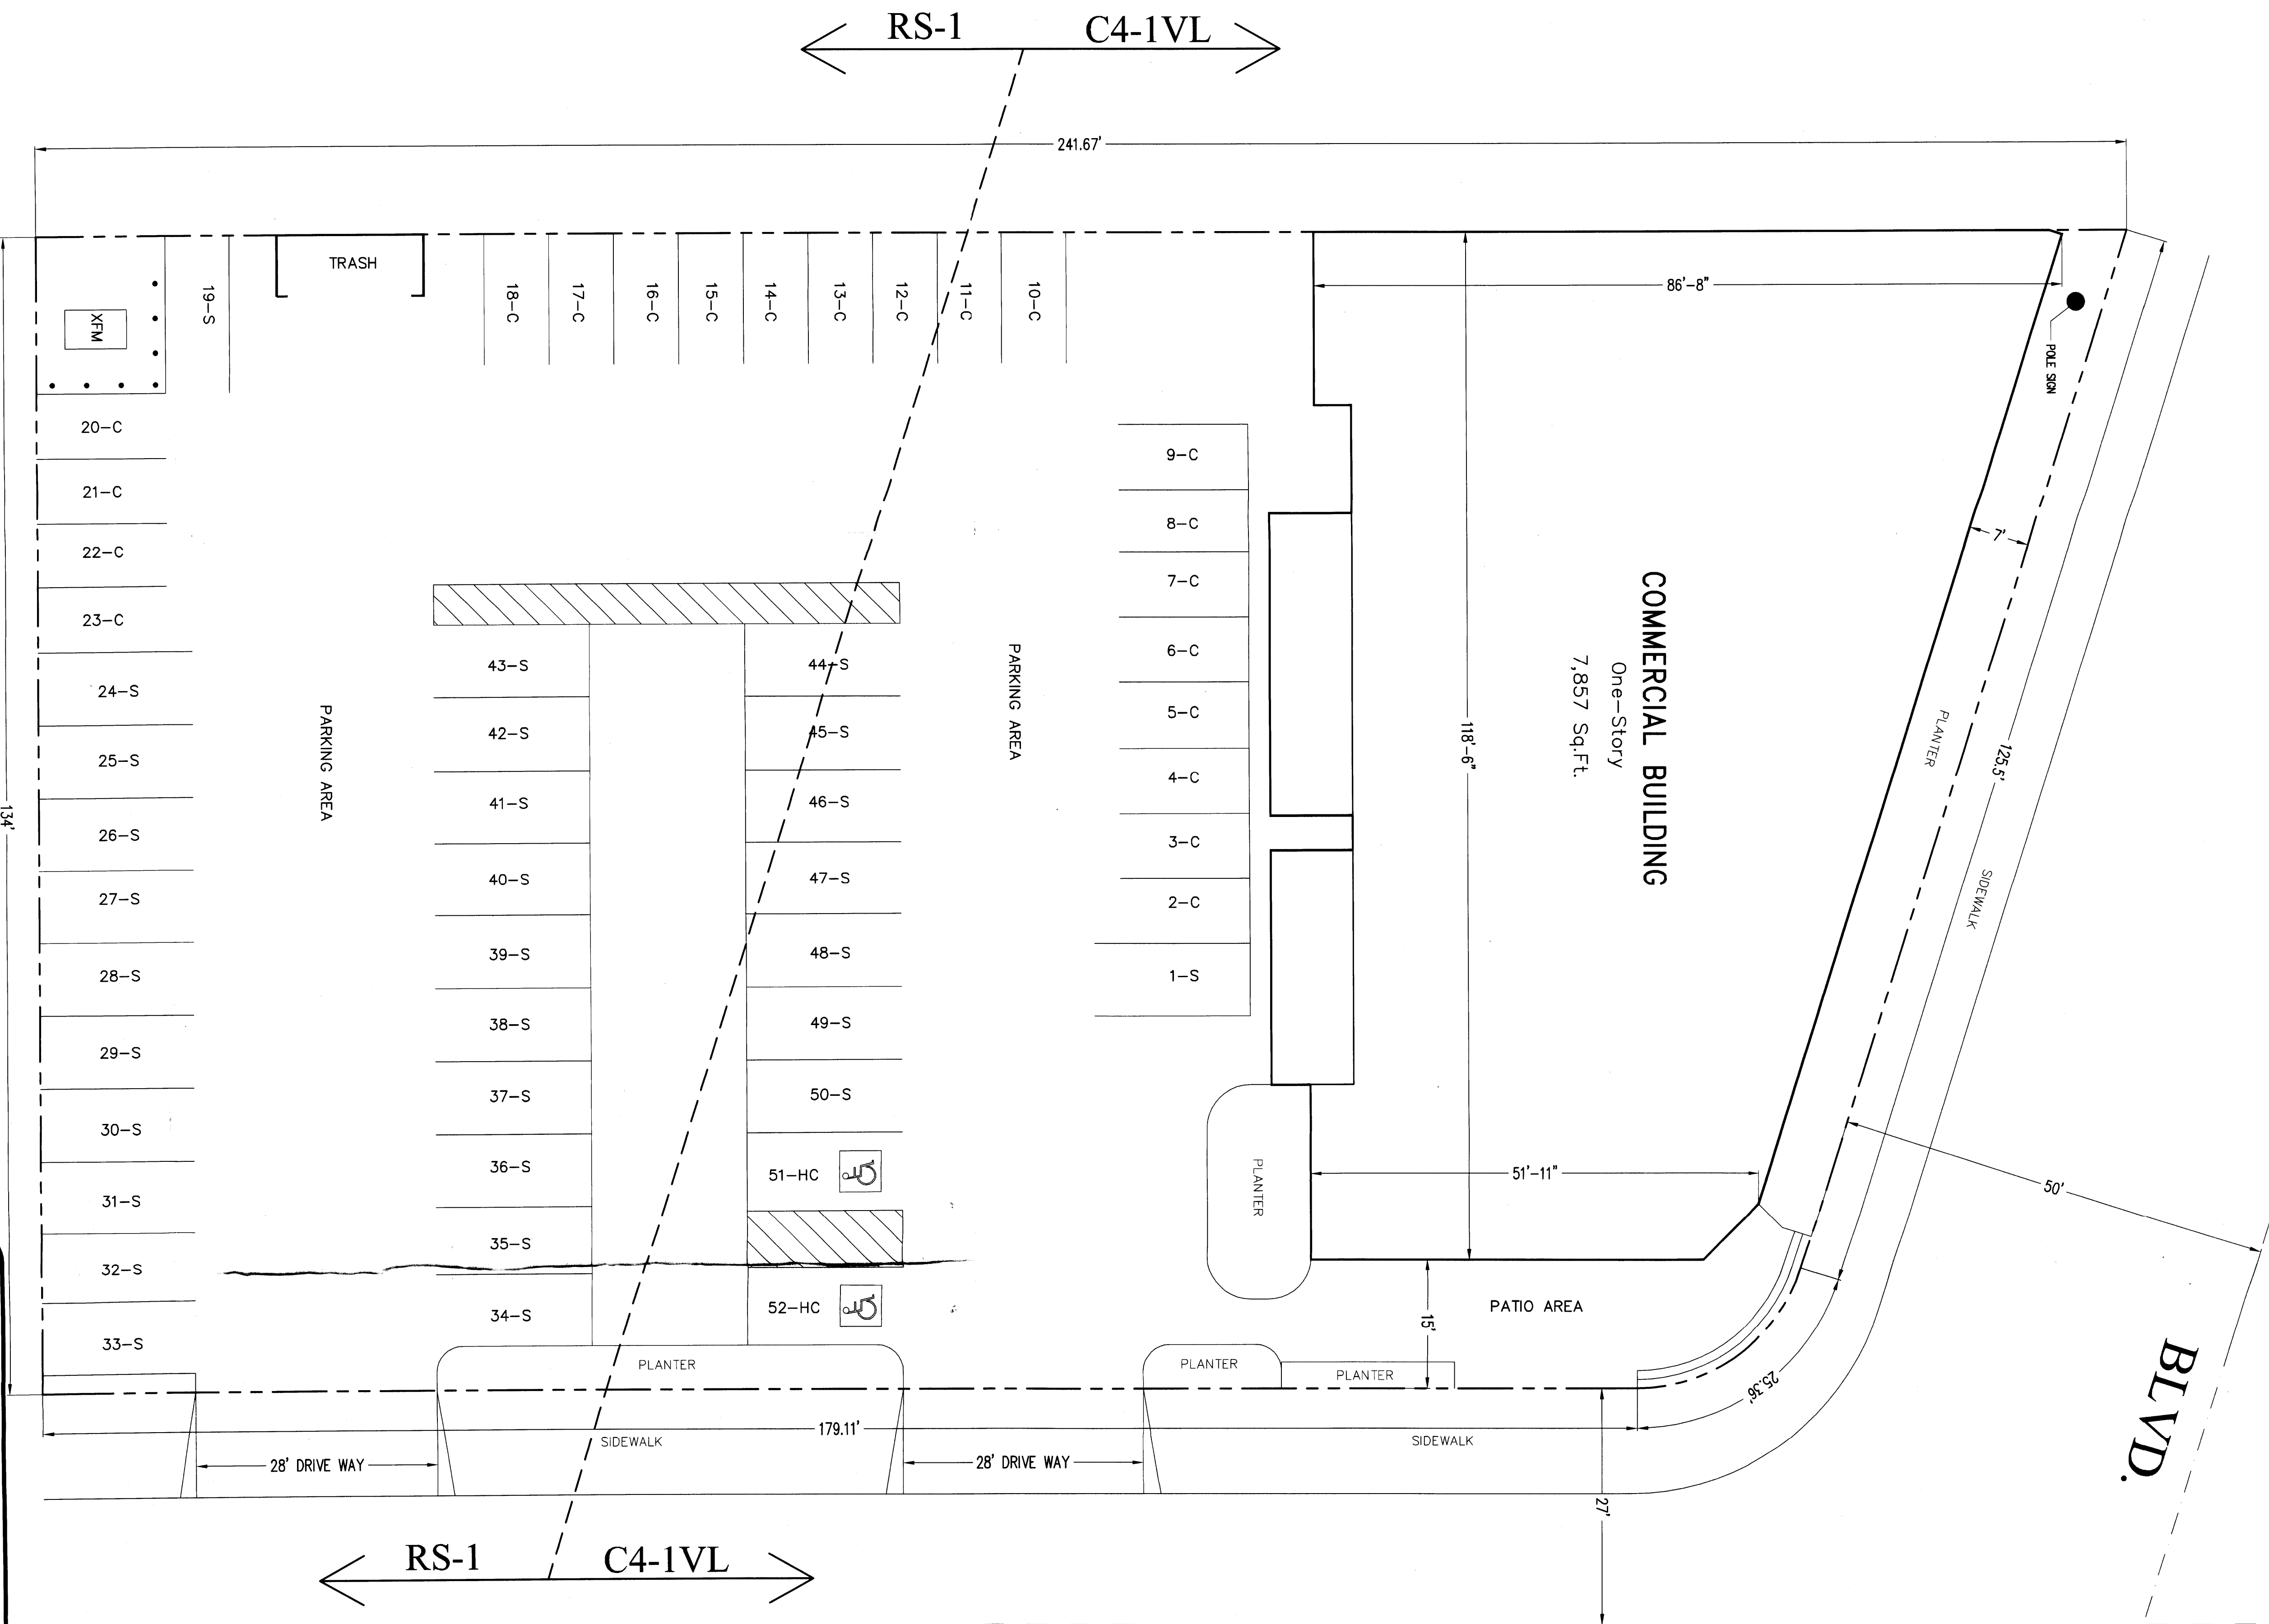 RS-1
C4-1VL
241.67'
TRASH
XFM
19-S
18-C
17-C
16-C
15-C
14-C
13-C
12-C
11-C
10-C
86'-8"
POLE SIGN
20-C
21-C
22-C
23-C
24-S
25-S
26-S
27-S
28-S
29-S
30-S
31-S
32-S
33-S
134'
PARKING AREA
43-S
42-S
41-S
40-S
39-S
38-S
37-S
36-S
35-S
34-S
44-S
45-S
46-S
47-S
48-S
49-S
50-S
51-HC
52-HC
PARKING AREA
9-C
8-C
7-C
6-C
5-C
4-C
3-C
2-C
1-S
118'-6"
COMMERCIAL BUILDING
One-Story
7,857 Sq.Ft.
7'
PLANTER
125.5'
SIDEWALK
50'
BLVD.
51'-11"
PLANTER
15'
PATIO AREA
PLANTER
PLANTER
PLANTER
25.36'
179.11'
SIDEWALK
SIDEWALK
28' DRIVE WAY
28' DRIVE WAY
27'
RS-1
C4-1VL